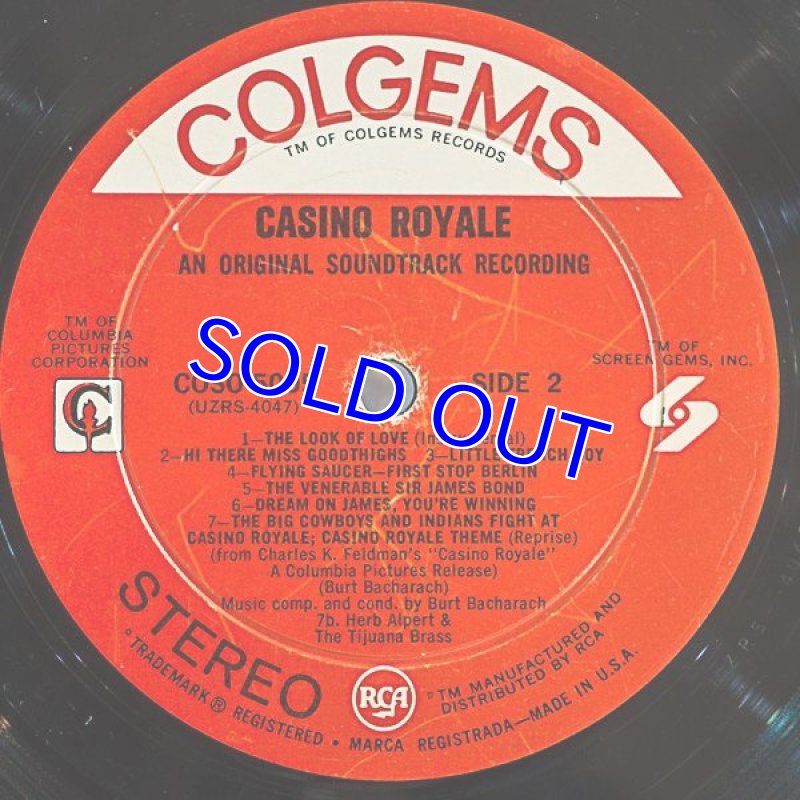 COLGEMS
TM OF COLGEMS RECORDS
CASINO ROYALE
AN ORIGINAL SOUNDTRACK RECORDING
TM OF
COLUMBIA
PICTURES
CORPORATION
TM OF
SCREEN GEMS, INC.
SOLD OUT
SIDE 2
(UZRS-4047)
1—THE LOOK OF LOVE
2—HI THERE MISS GOODTHIGHS 3—LITTLE
4—FLYING SAUCER—FIRST STOP BERLIN
5—THE VENERABLE SIR JAMES BOND
6—DREAM ON JAMES, YOU'RE WINNING
7—THE BIG COWBOYS AND INDIANS FIGHT AT
CASINO ROYALE; CASINO ROYALE THEME (Reprise)
(from Charles K. Feldman's "Casino Royale"
A Columbia Pictures Release)
(Burt Bacharach)
Music comp. and cond. by Burt Bacharach
7b. Herb Alpert &
The Tijuana Brass
STEREO
RCA
®TM MANUFACTURED AND
DISTRIBUTED BY RCA
®TRADEMARK ® REGISTERED • MARCA REGISTRADA—MADE IN U.S.A.